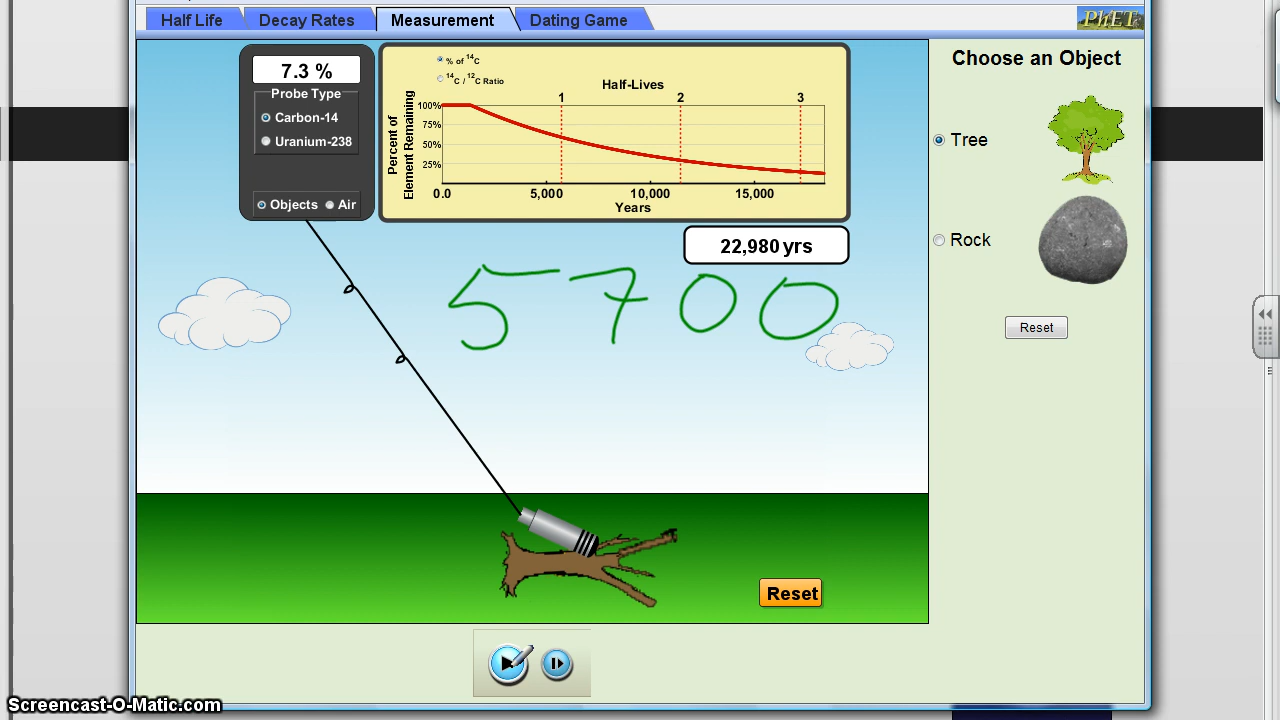 Half Life
Decay Rates
Measurement
Dating Game
PhET
7.3 %
Probe Type
Carbon-14
Uranium-238
Objects
Air
% of 14C
14C / 12C Ratio
Half-Lives
1
2
3
Percent of
Element Remaining
100%
75%
50%
25%
0.0
5,000
10,000
15,000
Years
22,980 yrs
5700
Choose an Object
Tree
Rock
Reset
Reset
Screencast-O-Matic.com